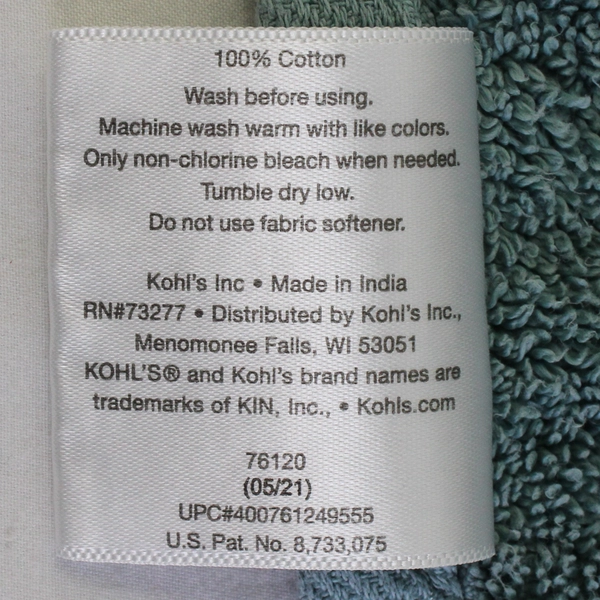 100% Cotton
Wash before using.
Machine wash warm with like colors.
Only non-chlorine bleach when needed.
Tumble dry low.
Do not use fabric softener.
Kohl's Inc • Made in India
RN#73277 • Distributed by Kohl's Inc.,
Menomonee Falls, WI 53051
KOHL'S® and Kohl's brand names are
trademarks of KIN, Inc., • Kohls.com
76120
(05/21)
UPC#400761249555
U.S. Pat. No. 8,733,075